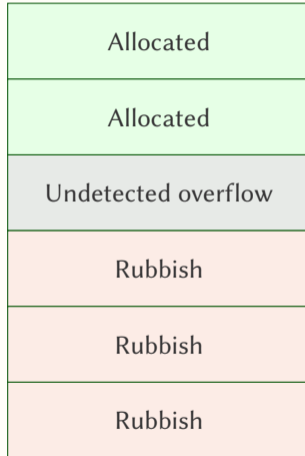 Allocated
Allocated
Undetected overflow
Rubbish
Rubbish
Rubbish